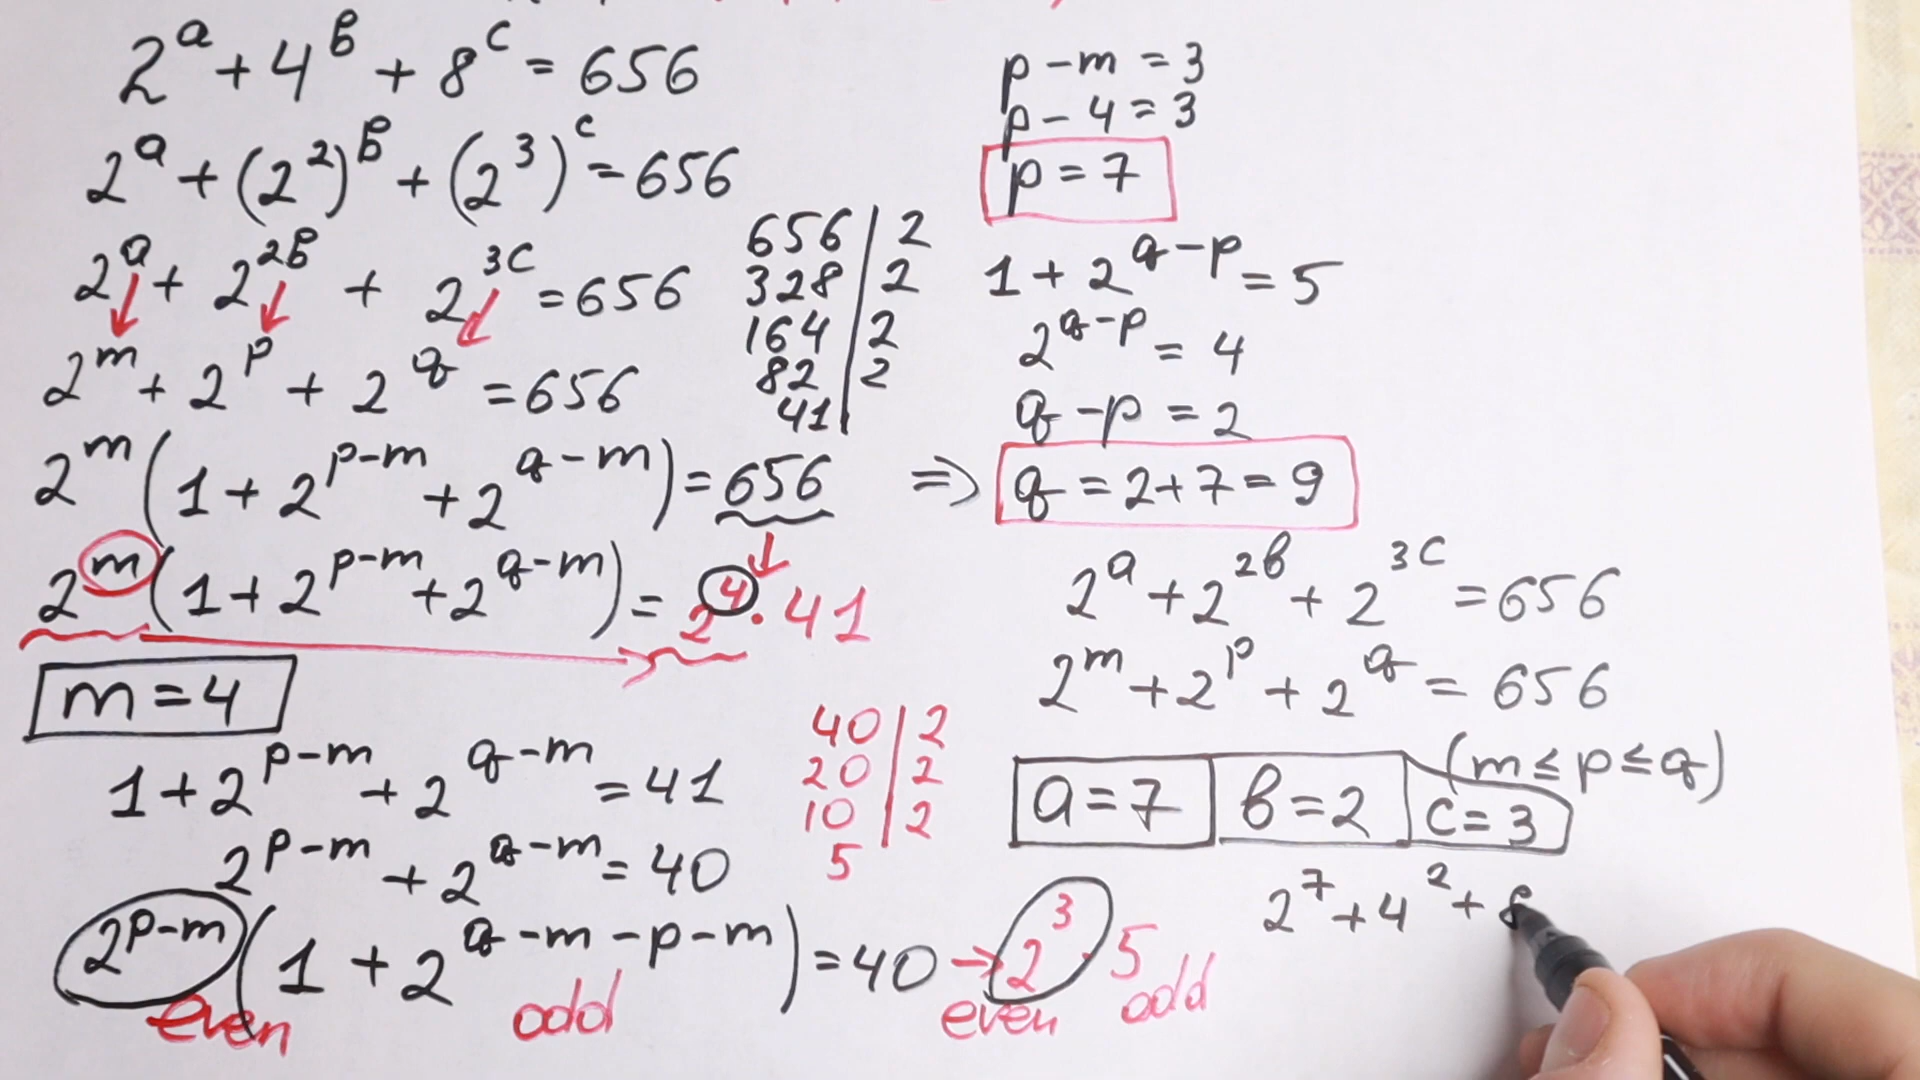 2^a + 4^b + 8^c = 656
2^a + (2^2)^b + (2^3)^c = 656
2^a + 2^2b + 2^3c = 656
2^m + 2^p + 2^q = 656
2^m (1 + 2^p-m + 2^q-m) = 656
2^m (1 + 2^p-m + 2^q-m) = 2^4 · 41
m = 4
1 + 2^p-m + 2^q-m = 41
2^p-m + 2^q-m = 40
2^p-m (1 + 2^q-m-p-m) = 40 → 2^3 · 5
even odd even odd
656 | 2
328 | 2
164 | 2
82 | 2
41 |
40 | 2
20 | 2
10 | 2
5
p - m = 3
p - 4 = 3
p = 7
1 + 2^q-p = 5
2^q-p = 4
q - p = 2
⇒ q = 2 + 7 = 9
2^a + 2^2b + 2^3c = 656
2^m + 2^p + 2^q = 656
(m ≤ p ≤ q)
a = 7 b = 2 c = 3
2^7 + 4^2 +